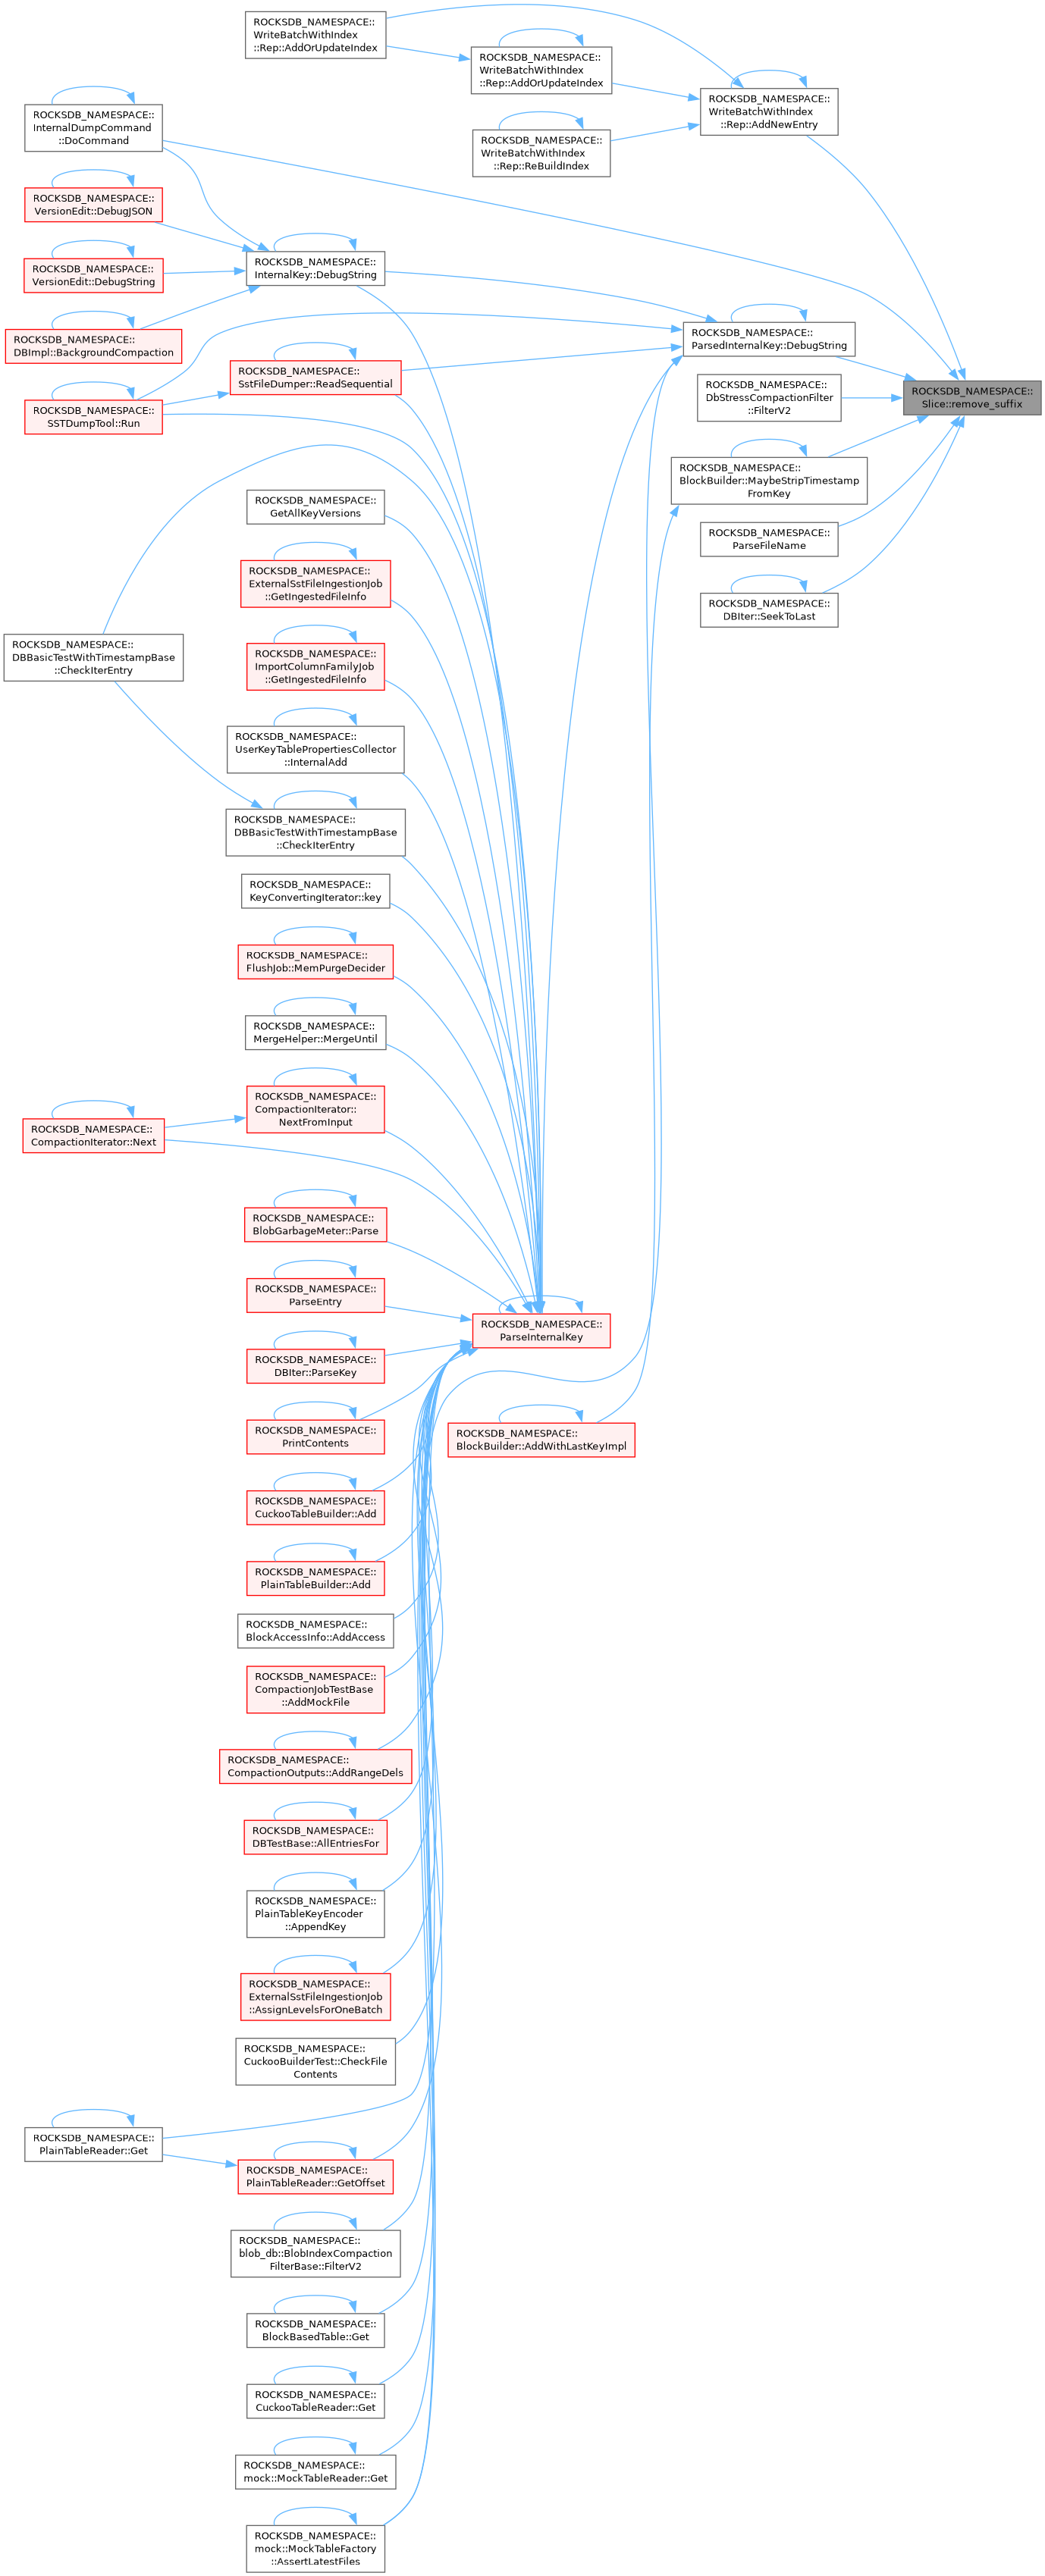 ROCKSDB_NAMESPACE::
WriteBatchWithIndex
::Rep::AddOrUpdateIndex
ROCKSDB_NAMESPACE::
WriteBatchWithIndex
::Rep::AddOrUpdateIndex
ROCKSDB_NAMESPACE::
WriteBatchWithIndex
::Rep::AddNewEntry
ROCKSDB_NAMESPACE::
InternalDumpCommand
::DoCommand
ROCKSDB_NAMESPACE::
WriteBatchWithIndex
::Rep::ReBuildIndex
ROCKSDB_NAMESPACE::
VersionEdit::DebugJSON
ROCKSDB_NAMESPACE::
VersionEdit::DebugString
ROCKSDB_NAMESPACE::
InternalKey::DebugString
ROCKSDB_NAMESPACE::
DBImpl::BackgroundCompaction
ROCKSDB_NAMESPACE::
ParsedInternalKey::DebugString
ROCKSDB_NAMESPACE::
SstFileDumper::ReadSequential
ROCKSDB_NAMESPACE::
DbStressCompactionFilter
::FilterV2
ROCKSDB_NAMESPACE::
Slice::remove_suffix
ROCKSDB_NAMESPACE::
SSTDumpTool::Run
ROCKSDB_NAMESPACE::
BlockBuilder::MaybeStripTimestamp
FromKey
ROCKSDB_NAMESPACE::
GetAllKeyVersions
ROCKSDB_NAMESPACE::
ParseFileName
ROCKSDB_NAMESPACE::
ExternalSstFileIngestionJob
::GetIngestedFileInfo
ROCKSDB_NAMESPACE::
DBIter::SeekToLast
ROCKSDB_NAMESPACE::
DBBasicTestWithTimestampBase
::CheckIterEntry
ROCKSDB_NAMESPACE::
ImportColumnFamilyJob
::GetIngestedFileInfo
ROCKSDB_NAMESPACE::
UserKeyTablePropertiesCollector
::InternalAdd
ROCKSDB_NAMESPACE::
DBBasicTestWithTimestampBase
::CheckIterEntry
ROCKSDB_NAMESPACE::
KeyConvertingIterator::key
ROCKSDB_NAMESPACE::
FlushJob::MemPurgeDecider
ROCKSDB_NAMESPACE::
MergeHelper::MergeUntil
ROCKSDB_NAMESPACE::
CompactionIterator::
NextFromInput
ROCKSDB_NAMESPACE::
CompactionIterator::Next
ROCKSDB_NAMESPACE::
BlobGarbageMeter::Parse
ROCKSDB_NAMESPACE::
ParseEntry
ROCKSDB_NAMESPACE::
ParseInternalKey
ROCKSDB_NAMESPACE::
DBIter::ParseKey
ROCKSDB_NAMESPACE::
PrintContents
ROCKSDB_NAMESPACE::
BlockBuilder::AddWithLastKeyImpl
ROCKSDB_NAMESPACE::
CuckooTableBuilder::Add
ROCKSDB_NAMESPACE::
PlainTableBuilder::Add
ROCKSDB_NAMESPACE::
BlockAccessInfo::AddAccess
ROCKSDB_NAMESPACE::
CompactionJobTestBase
::AddMockFile
ROCKSDB_NAMESPACE::
CompactionOutputs::AddRangeDels
ROCKSDB_NAMESPACE::
DBTestBase::AllEntriesFor
ROCKSDB_NAMESPACE::
PlainTableKeyEncoder
::AppendKey
ROCKSDB_NAMESPACE::
ExternalSstFileIngestionJob
::AssignLevelsForOneBatch
ROCKSDB_NAMESPACE::
CuckooBuilderTest::CheckFile
Contents
ROCKSDB_NAMESPACE::
PlainTableReader::Get
ROCKSDB_NAMESPACE::
PlainTableReader::GetOffset
ROCKSDB_NAMESPACE::
blob_db::BlobIndexCompaction
FilterBase::FilterV2
ROCKSDB_NAMESPACE::
BlockBasedTable::Get
ROCKSDB_NAMESPACE::
CuckooTableReader::Get
ROCKSDB_NAMESPACE::
mock::MockTableReader::Get
ROCKSDB_NAMESPACE::
mock::MockTableFactory
::AssertLatestFiles